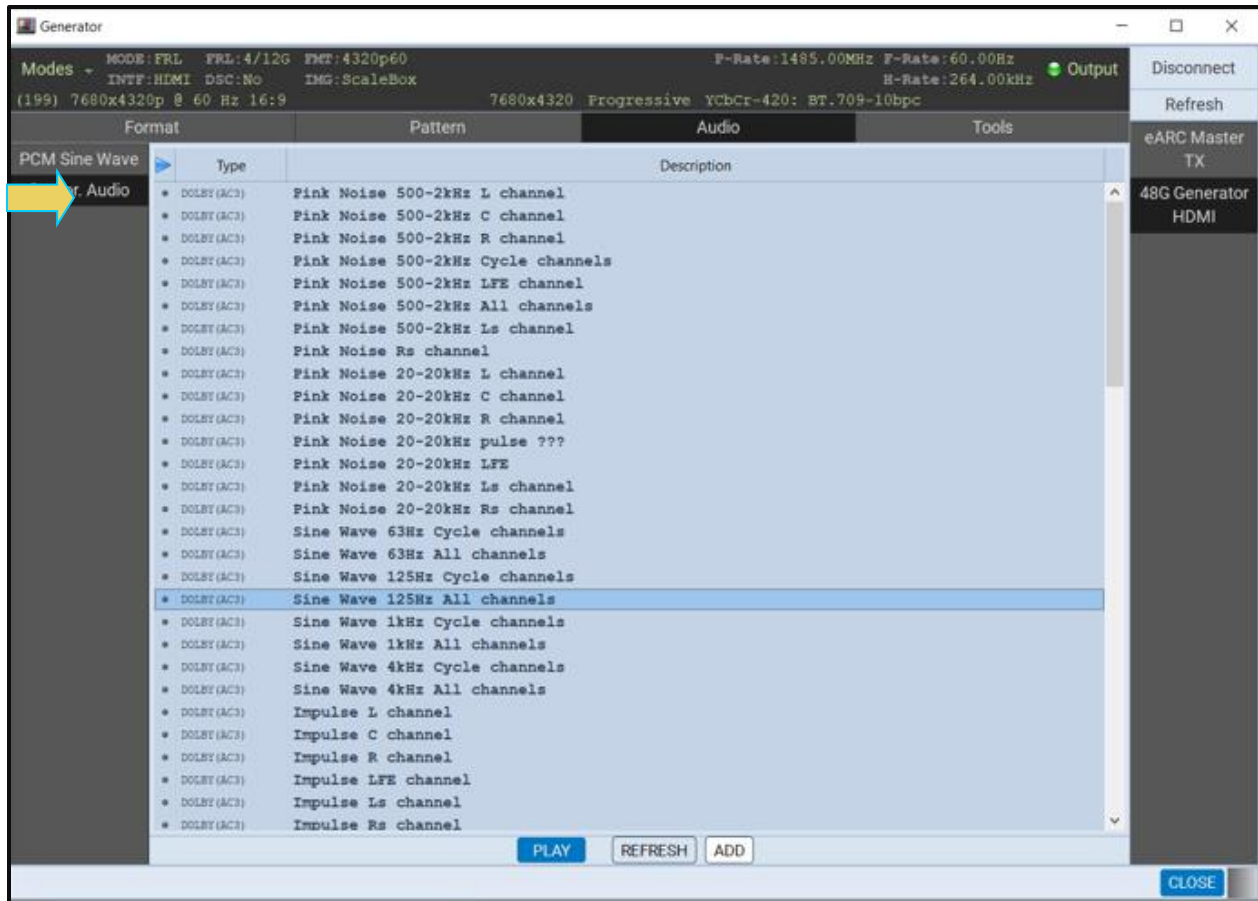 Generator
Modes MODE:FRL FRL:4/12G FMT:4320p60 P-Rate:1485.00MHz F-Rate:60.00Hz Output
INTF:HDMI DSC:No IMG:ScaleBox H-Rate:264.00kHz
(199) 7680x4320p @ 60 Hz 16:9 7680x4320 Progressive YCbCr-420: BT.709-10bpc
Disconnect
Refresh
Format Pattern Audio Tools
eARC Master
TX
48G Generator
HDMI
PCM Sine Wave
Audio
Type Description
DOLBY(AC3) Pink Noise 500-2kHz L channel
DOLBY(AC3) Pink Noise 500-2kHz C channel
DOLBY(AC3) Pink Noise 500-2kHz R channel
DOLBY(AC3) Pink Noise 500-2kHz Cycle channels
DOLBY(AC3) Pink Noise 500-2kHz LFE channel
DOLBY(AC3) Pink Noise 500-2kHz All channels
DOLBY(AC3) Pink Noise 500-2kHz Ls channel
DOLBY(AC3) Pink Noise Rs channel
DOLBY(AC3) Pink Noise 20-20kHz L channel
DOLBY(AC3) Pink Noise 20-20kHz C channel
DOLBY(AC3) Pink Noise 20-20kHz R channel
DOLBY(AC3) Pink Noise 20-20kHz pulse ???
DOLBY(AC3) Pink Noise 20-20kHz LFE
DOLBY(AC3) Pink Noise 20-20kHz Ls channel
DOLBY(AC3) Pink Noise 20-20kHz Rs channel
DOLBY(AC3) Sine Wave 63Hz Cycle channels
DOLBY(AC3) Sine Wave 63Hz All channels
DOLBY(AC3) Sine Wave 125Hz Cycle channels
DOLBY(AC3) Sine Wave 125Hz All channels
DOLBY(AC3) Sine Wave 1kHz Cycle channels
DOLBY(AC3) Sine Wave 1kHz All channels
DOLBY(AC3) Sine Wave 4kHz Cycle channels
DOLBY(AC3) Sine Wave 4kHz All channels
DOLBY(AC3) Impulse L channel
DOLBY(AC3) Impulse C channel
DOLBY(AC3) Impulse R channel
DOLBY(AC3) Impulse LFE channel
DOLBY(AC3) Impulse Ls channel
DOLBY(AC3) Impulse Rs channel
PLAY REFRESH ADD
CLOSE